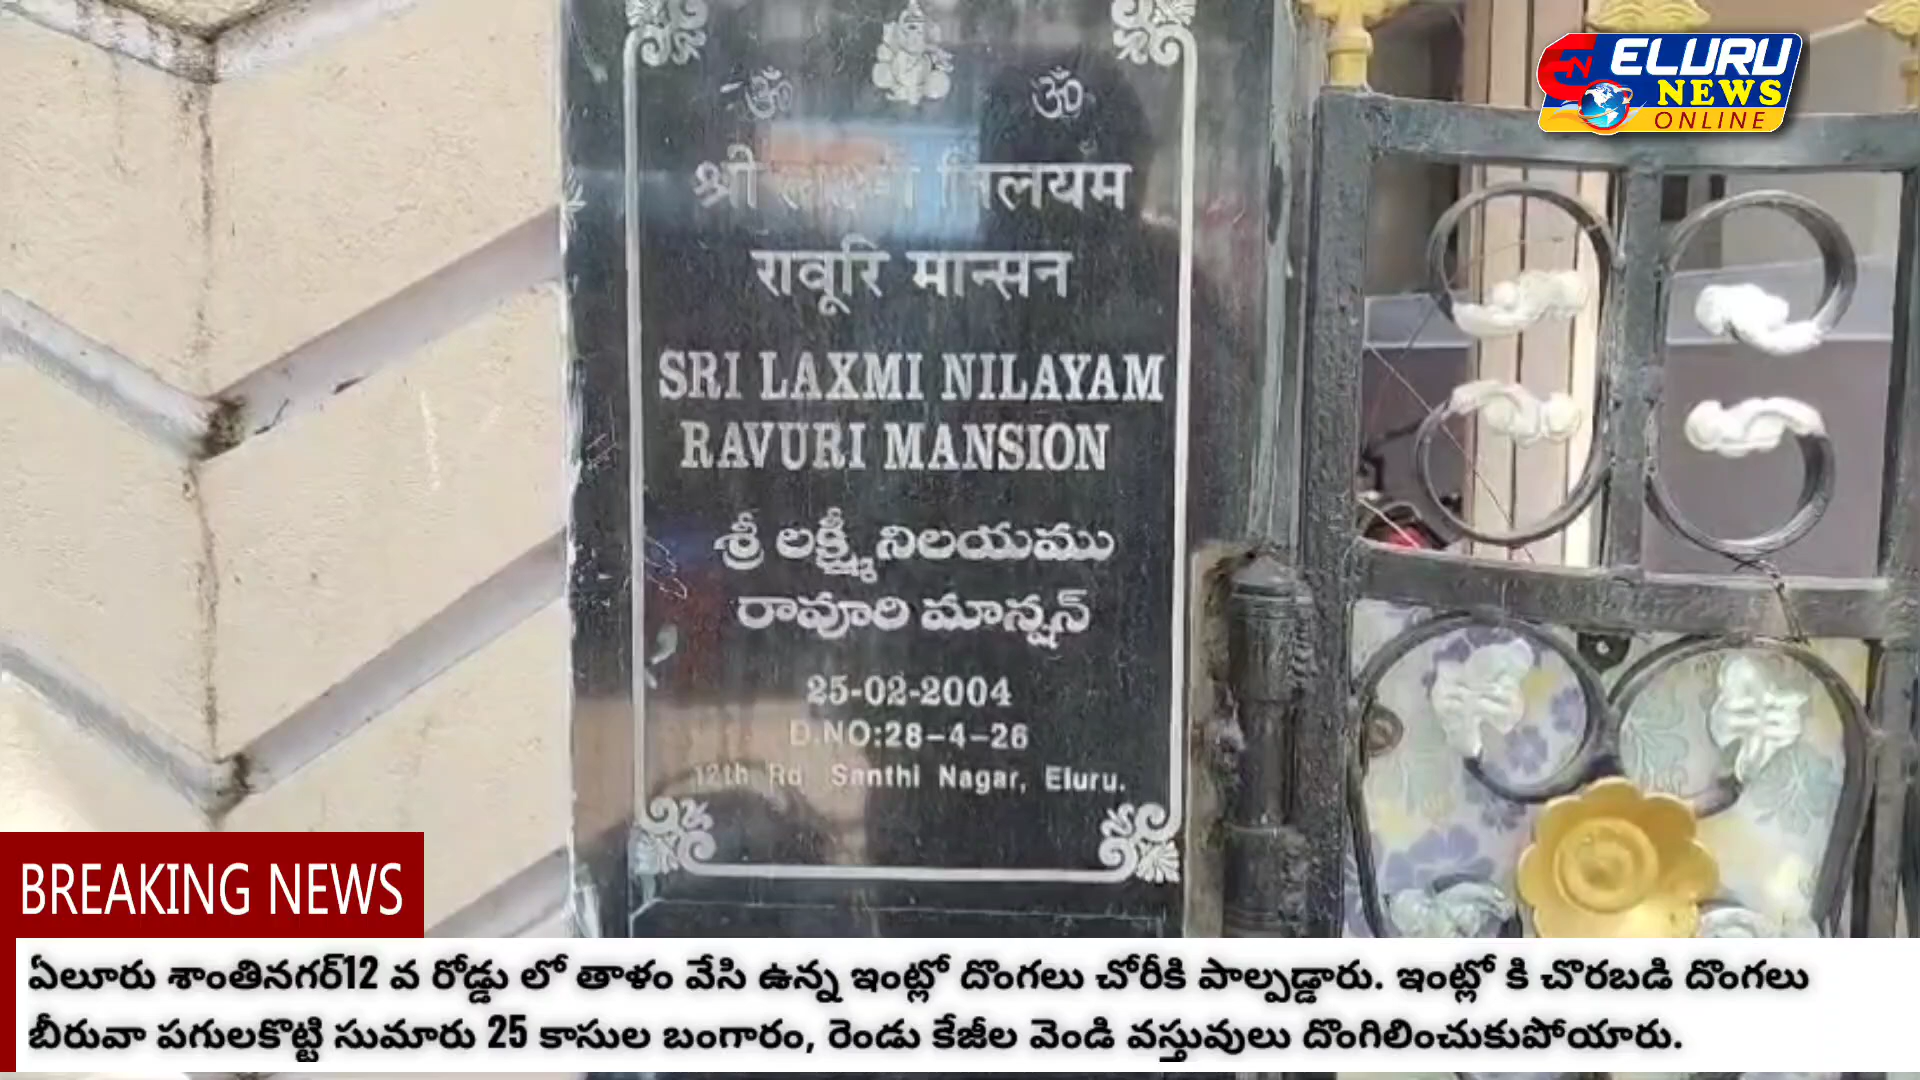 EN ELURU
NEWS
ONLINE
ॐ ॐ
श्री लक्ष्मी निलयम
रावूरि मान्सन
SRI LAXMI NILAYAM
RAVURI MANSION
శ్రీ లక్ష్మీ నిలయము
రావూరి మాన్షన్
25-02-2004
D.NO:28-4-26
12th Rd Santhi Nagar, Eluru.
BREAKING NEWS
ఏలూరు శాంతినగర్12 వ రోడ్డు లో తాళం వేసి ఉన్న ఇంట్లో దొంగలు చోరీకి పాల్పడ్డారు. ఇంట్లో కి చొరబడి దొంగలు
బీరువా పగులకొట్టి సుమారు 25 కాసుల బంగారం, రెండు కేజీల వెండి వస్తువులు దొంగిలించుకుపోయారు.